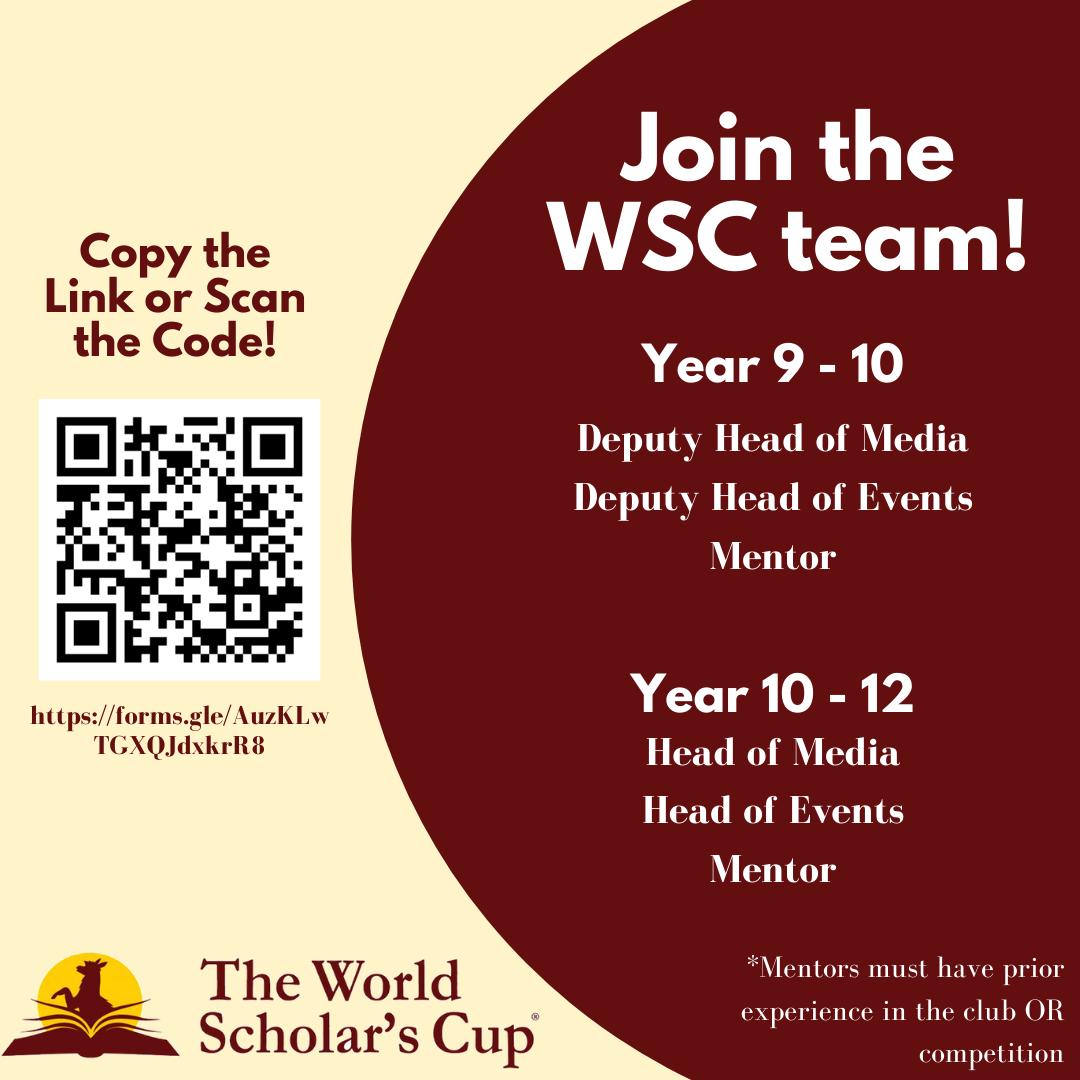 Join the
WSC team!
Copy the
Link or Scan
the Code!
https://forms.gle/AuzKLw
TGXQJdxkrR8
Year 9 - 10
Deputy Head of Media
Deputy Head of Events
Mentor
Year 10 - 12
Head of Media
Head of Events
Mentor
*Mentors must have prior
experience in the club OR
competition
The World
Scholar's Cup®